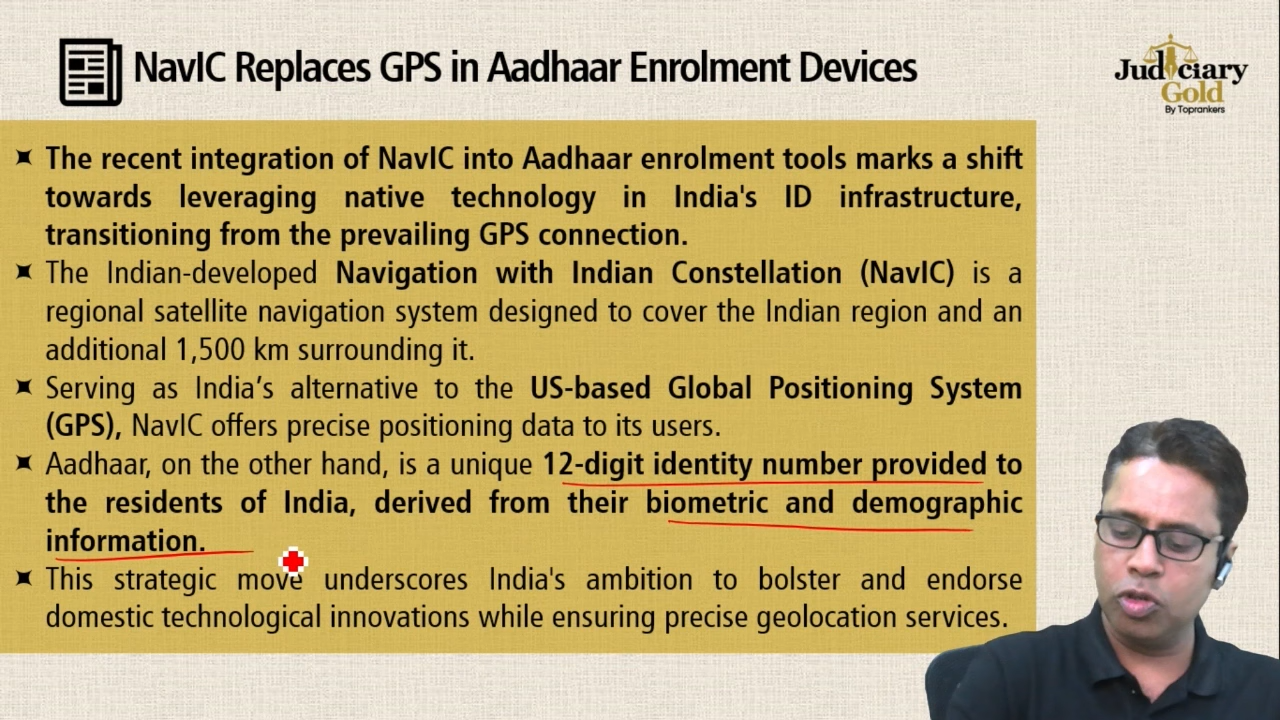 NavIC Replaces GPS in Aadhaar Enrolment Devices
Judiciary
Gold
By Toprankers
The recent integration of NavIC into Aadhaar enrolment tools marks a shift
towards leveraging native technology in India's ID infrastructure,
transitioning from the prevailing GPS connection.
The Indian-developed Navigation with Indian Constellation (NavIC) is a
regional satellite navigation system designed to cover the Indian region and an
additional 1,500 km surrounding it.
Serving as India’s alternative to the US-based Global Positioning System
(GPS), NavIC offers precise positioning data to its users.
Aadhaar, on the other hand, is a unique 12-digit identity number provided to
the residents of India, derived from their biometric and demographic
information.
This strategic move underscores India's ambition to bolster and endorse
domestic technological innovations while ensuring precise geolocation services.